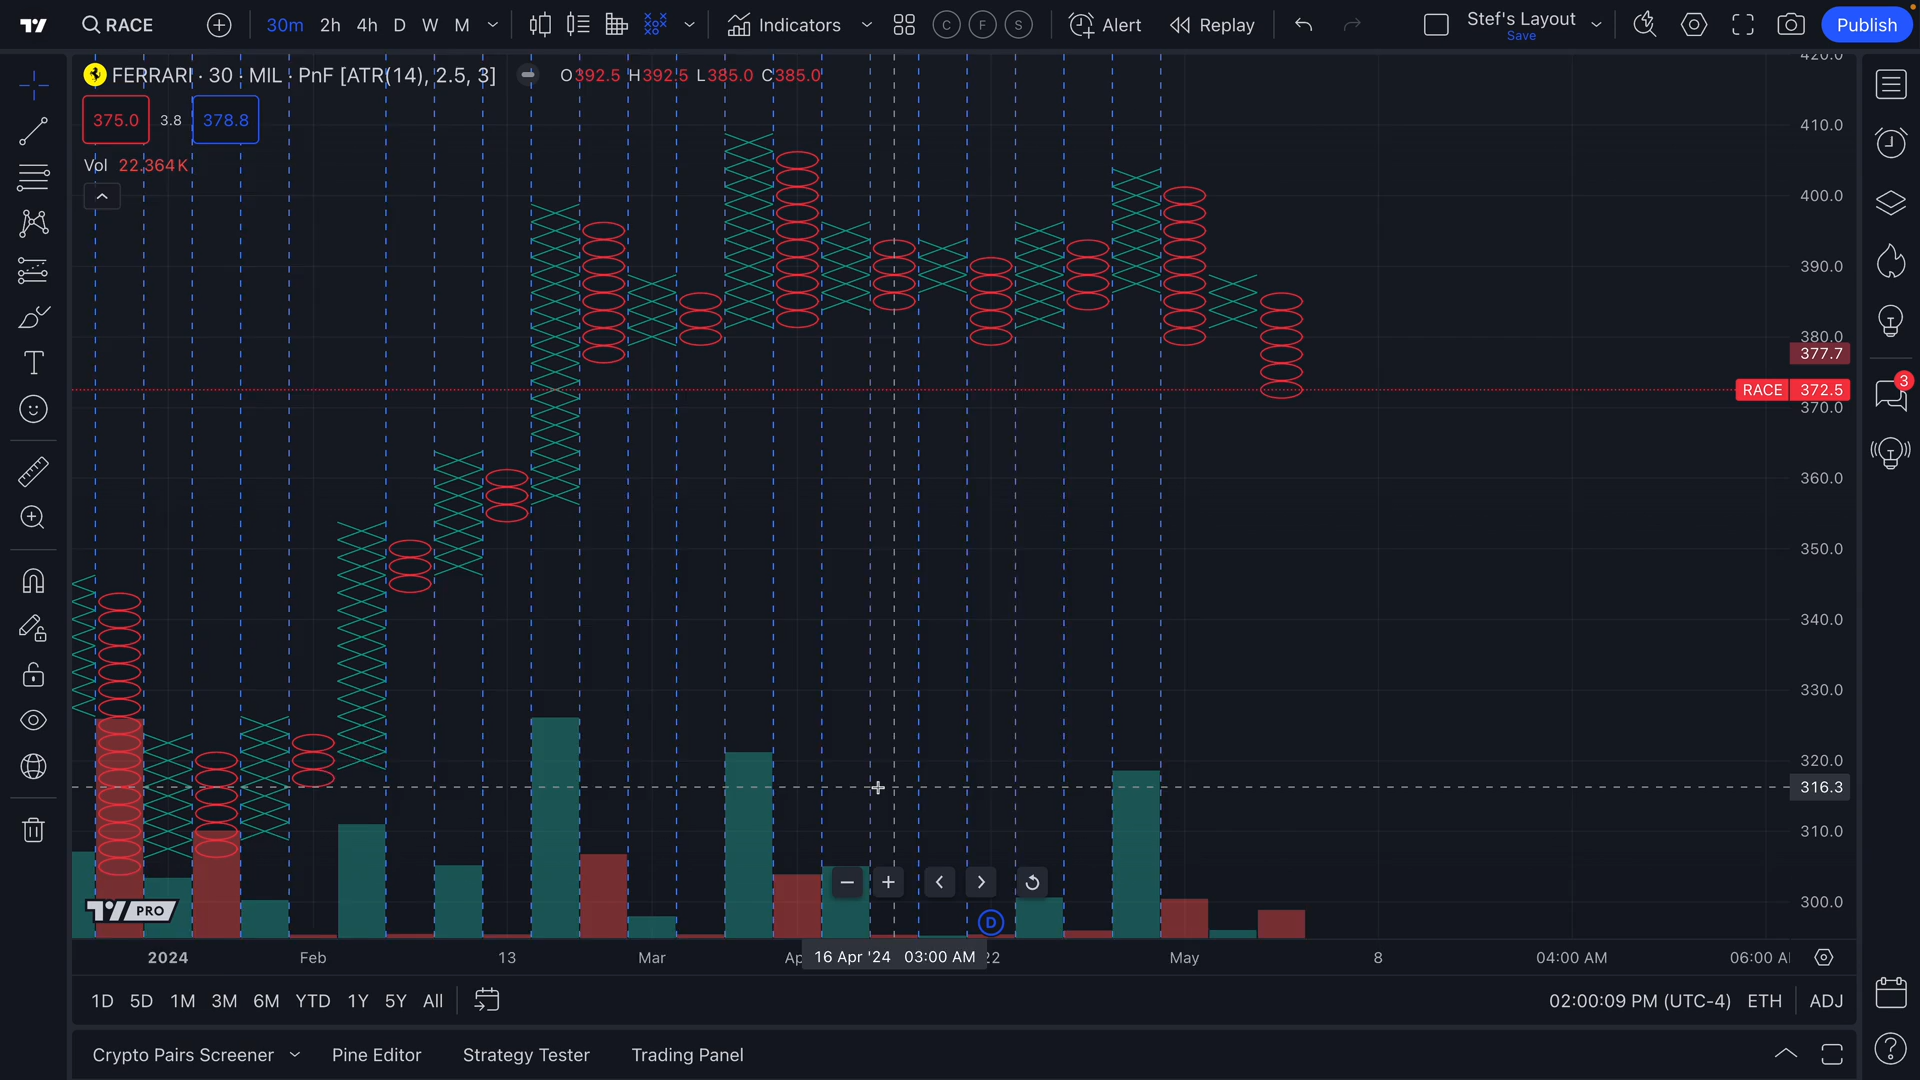 RACE 30m 2h 4h D W M Indicators C F S Alert Replay Stef's Layout Save Publish
FERRARI · 30 · MIL · PnF [ATR(14), 2.5, 3] O392.5 H392.5 L385.0 C385.0
375.0 3.8 378.8
Vol 22.364K
420.0
410.0
400.0
390.0
380.0
377.7
RACE 372.5
370.0
360.0
350.0
340.0
330.0
320.0
316.3
310.0
300.0
3
PRO
D
2024 Feb 13 Mar Ap 16 Apr '24 03:00 AM 22 May 8 04:00 AM 06:00 A
1D 5D 1M 3M 6M YTD 1Y 5Y All 02:00:09 PM (UTC-4) ETH ADJ
Crypto Pairs Screener Pine Editor Strategy Tester Trading Panel